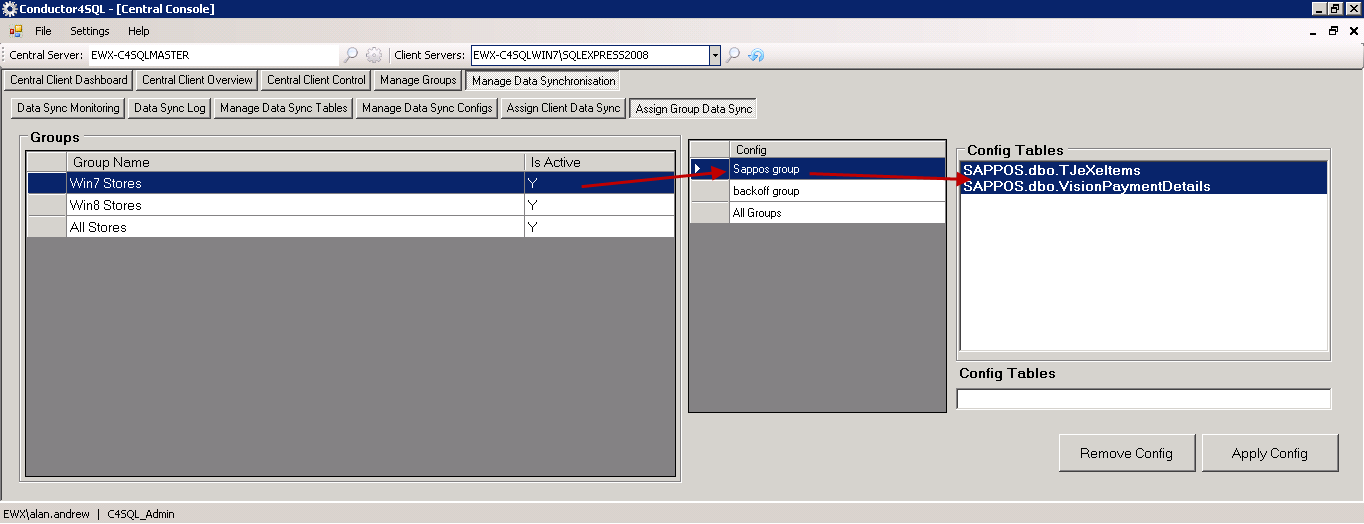 Conductor4SQL - [Central Console]
File Settings Help
Central Server: EWX-C4SQLMASTER Client Servers: EWX-C4SQLWIN7\SQLEXPRESS2008
Central Client Dashboard Central Client Overview Central Client Control Manage Groups Manage Data Synchronisation
Data Sync Monitoring Data Sync Log Manage Data Sync Tables Manage Data Sync Configs Assign Client Data Sync Assign Group Data Sync
Groups
Group Name Is Active
Win7 Stores Y
Win8 Stores Y
All Stores Y
Config
Sappos group
backoff group
All Groups
Config Tables
SAPPOS.dbo.TJeXeItems
SAPPOS.dbo.VisionPaymentDetails
Config Tables
Remove Config Apply Config
EWX\alan.andrew | C4SQL_Admin